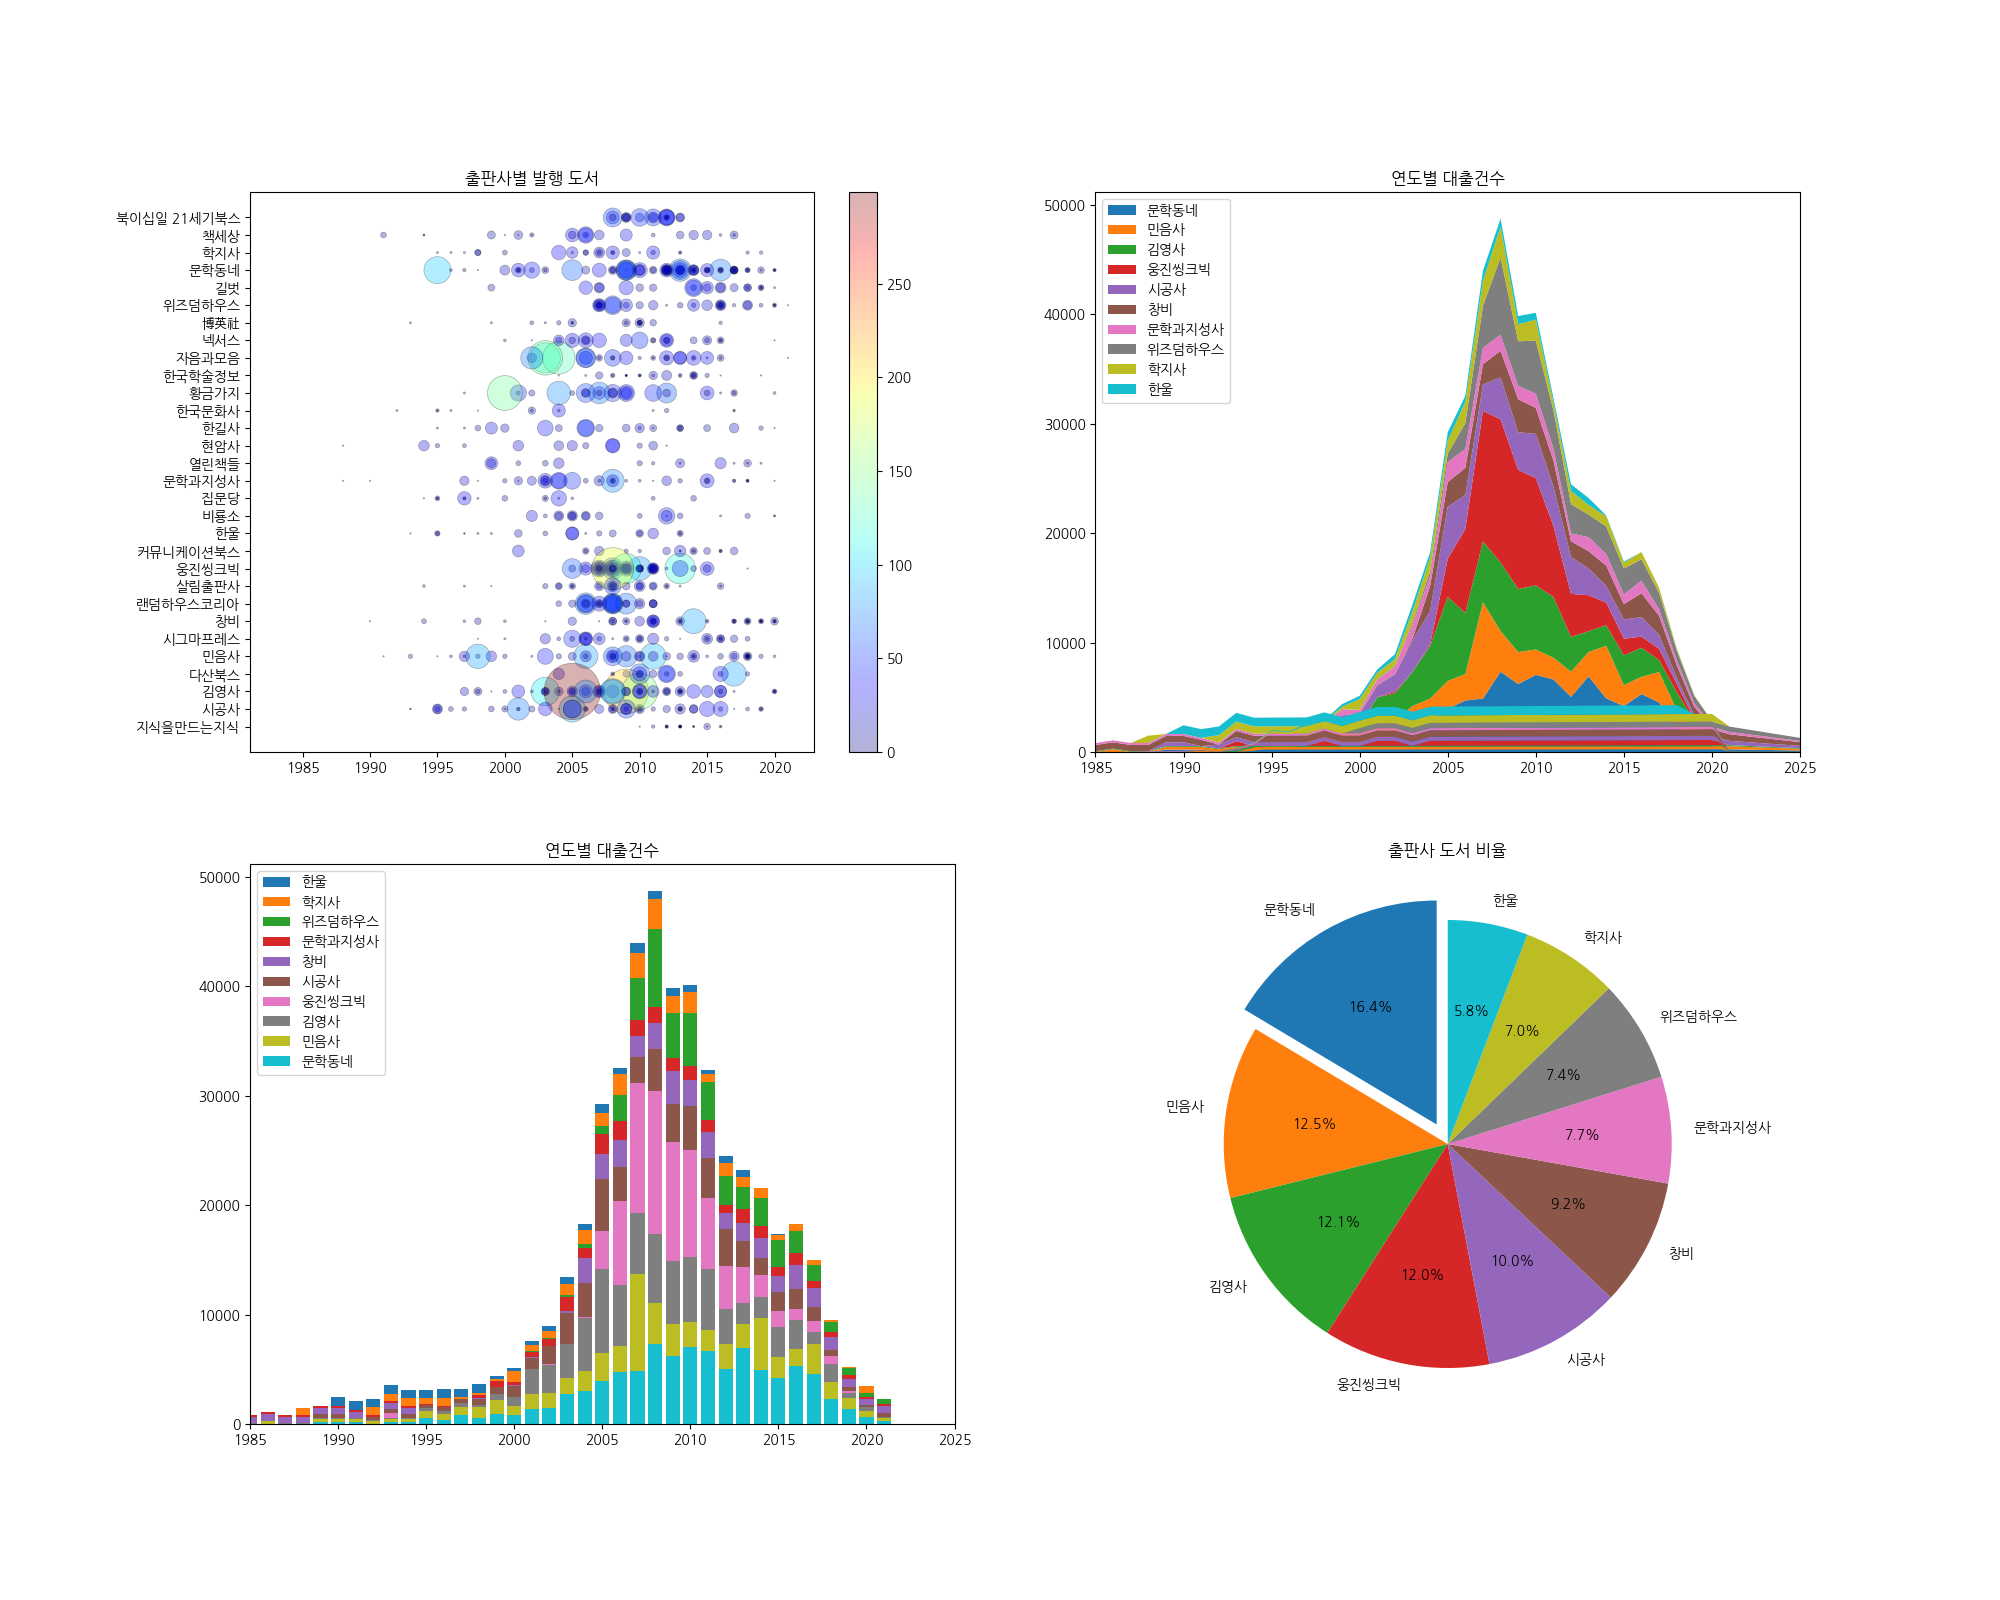 출판사별 발행 도서
북이십일 21세기북스
책세상
학지사
문학동네
길벗
위즈덤하우스
博英社
넥서스
자음과모음
한국학술정보
황금가지
한국문화사
한길사
현암사
열린책들
문학과지성사
집문당
비룡소
한울
커뮤니케이션북스
웅진씽크빅
살림출판사
랜덤하우스코리아
창비
시그마프레스
민음사
다산북스
김영사
시공사
지식을만드는지식
1985 1990 1995 2000 2005 2010 2015 2020
250
200
150
100
50
0
연도별 대출건수
50000
40000
30000
20000
10000
0
문학동네
민음사
김영사
웅진씽크빅
시공사
창비
문학과지성사
위즈덤하우스
학지사
한울
1985 1990 1995 2000 2005 2010 2015 2020 2025
연도별 대출건수
50000
40000
30000
20000
10000
0
한울
학지사
위즈덤하우스
문학과지성사
창비
시공사
웅진씽크빅
김영사
민음사
문학동네
1985 1990 1995 2000 2005 2010 2015 2020 2025
출판사 도서 비율
문학동네
16.4%
민음사
12.5%
김영사
12.1%
웅진씽크빅
12.0%
시공사
10.0%
창비
9.2%
문학과지성사
7.7%
위즈덤하우스
7.4%
학지사
7.0%
한울
5.8%